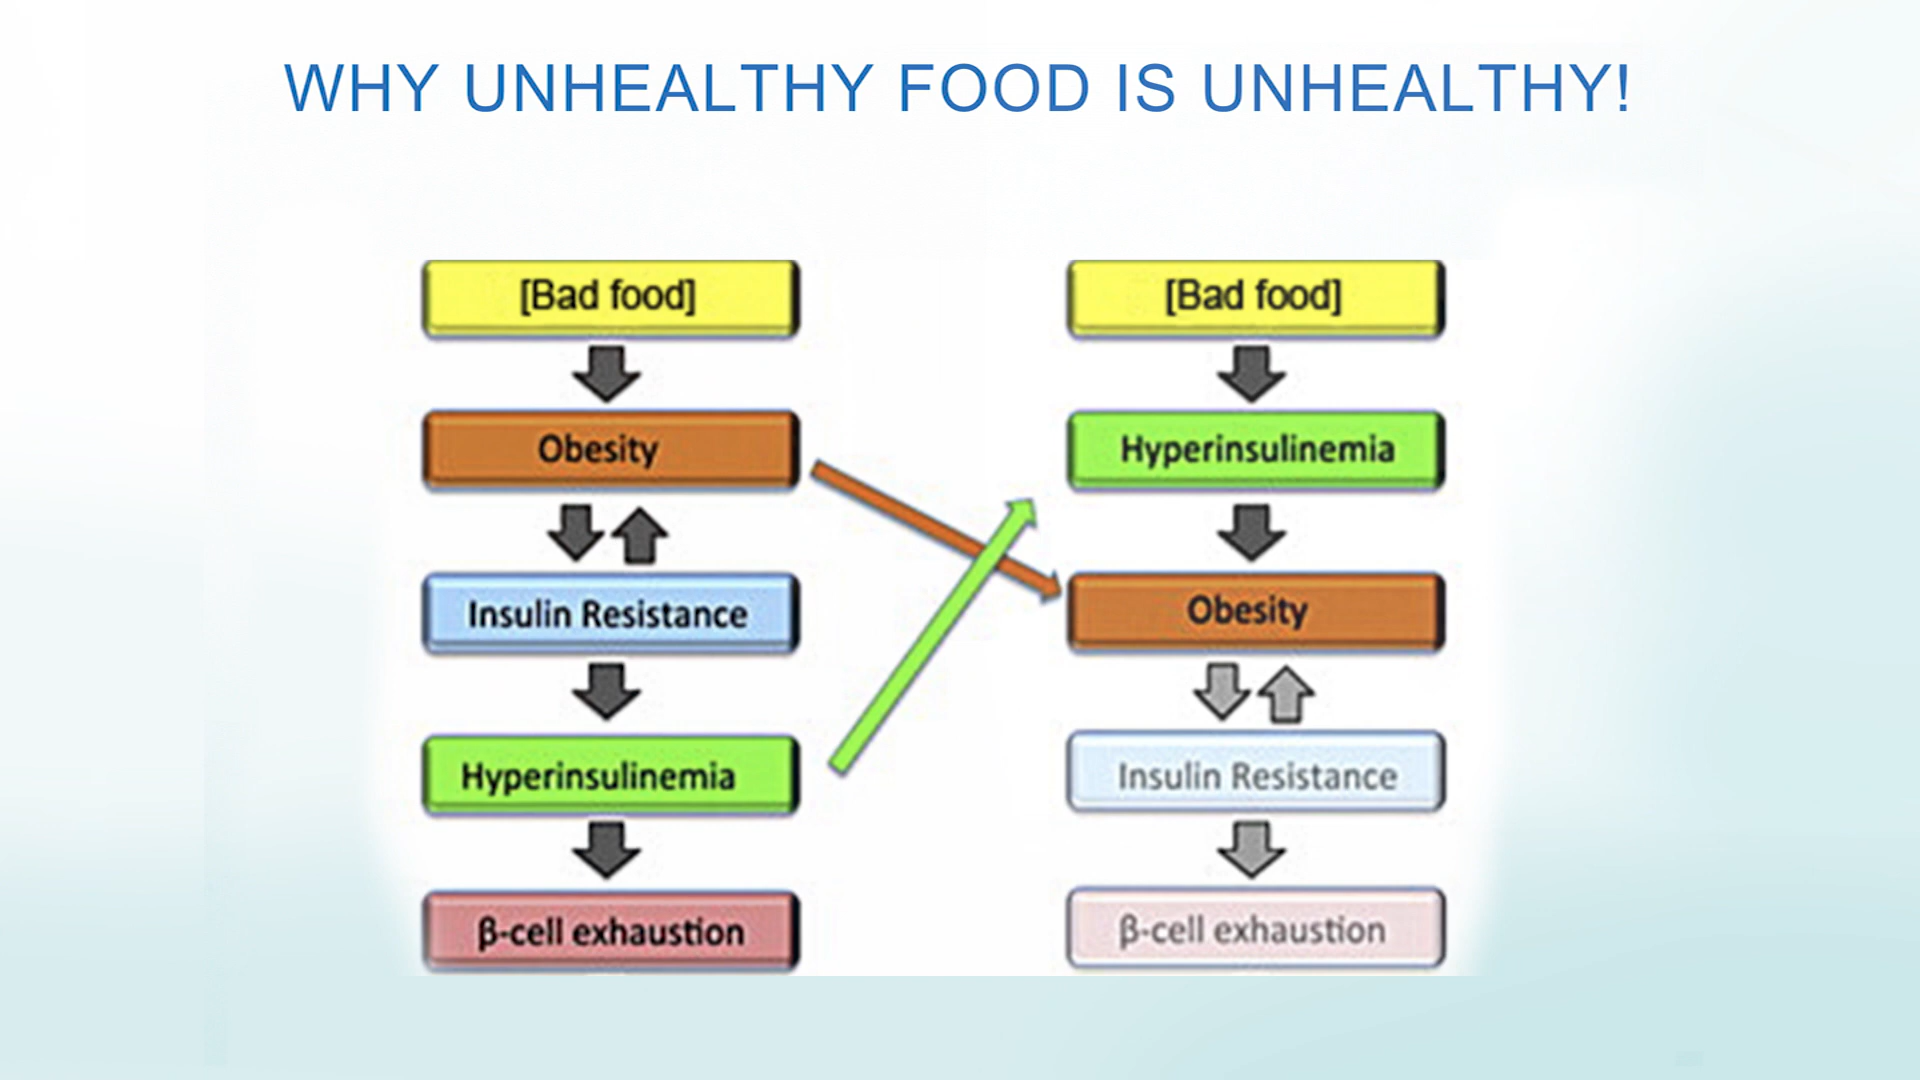 WHY UNHEALTHY FOOD IS UNHEALTHY!
[Bad food]
Obesity
Insulin Resistance
Hyperinsulinemia
β-cell exhaustion
[Bad food]
Hyperinsulinemia
Obesity
Insulin Resistance
β-cell exhaustion